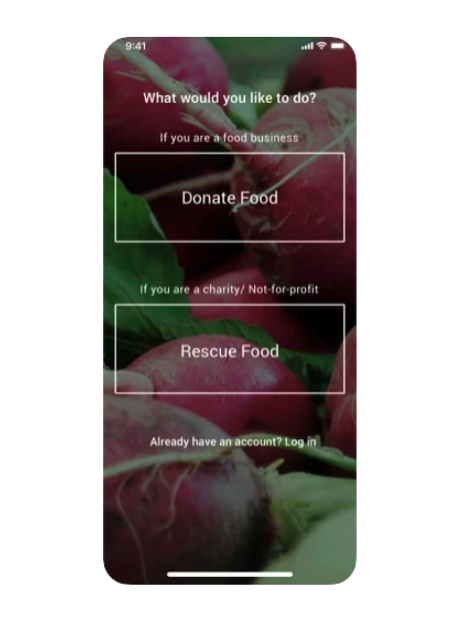 9:41
What would you like to do?
If you are a food business
Donate Food
If you are a charity/ Not-for-profit
Rescue Food
Already have an account? Log in